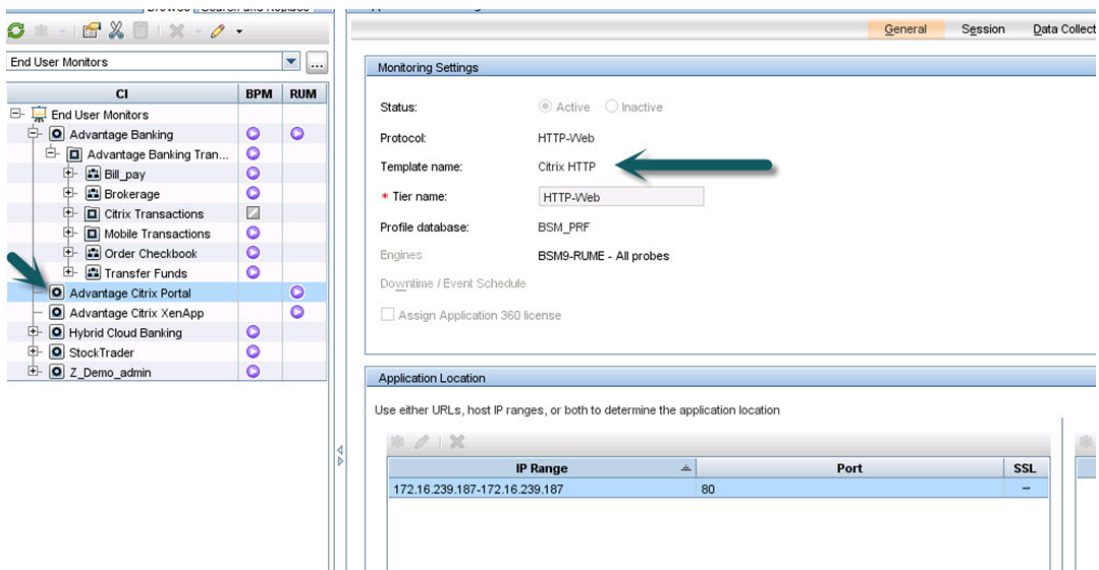 Browse Search and Replace
General Session Data Collect
End User Monitors ...
CI BPM RUM
End User Monitors
Advantage Banking
Advantage Banking Tran...
Bill_pay
Brokerage
Citrix Transactions
Mobile Transactions
Order Checkbook
Transfer Funds
Advantage Citrix Portal
Advantage Citrix XenApp
Hybrid Cloud Banking
StockTrader
Z_Demo_admin
Monitoring Settings
Status: Active Inactive
Protocol: HTTP-Web
Template name: Citrix HTTP
* Tier name: HTTP-Web
Profile database: BSM_PRF
Engines BSM9-RUME - All probes
Downtime / Event Schedule
Assign Application 360 license
Application Location
Use either URLs, host IP ranges, or both to determine the application location
IP Range Port SSL
172.16.239.187-172.16.239.187 80 –